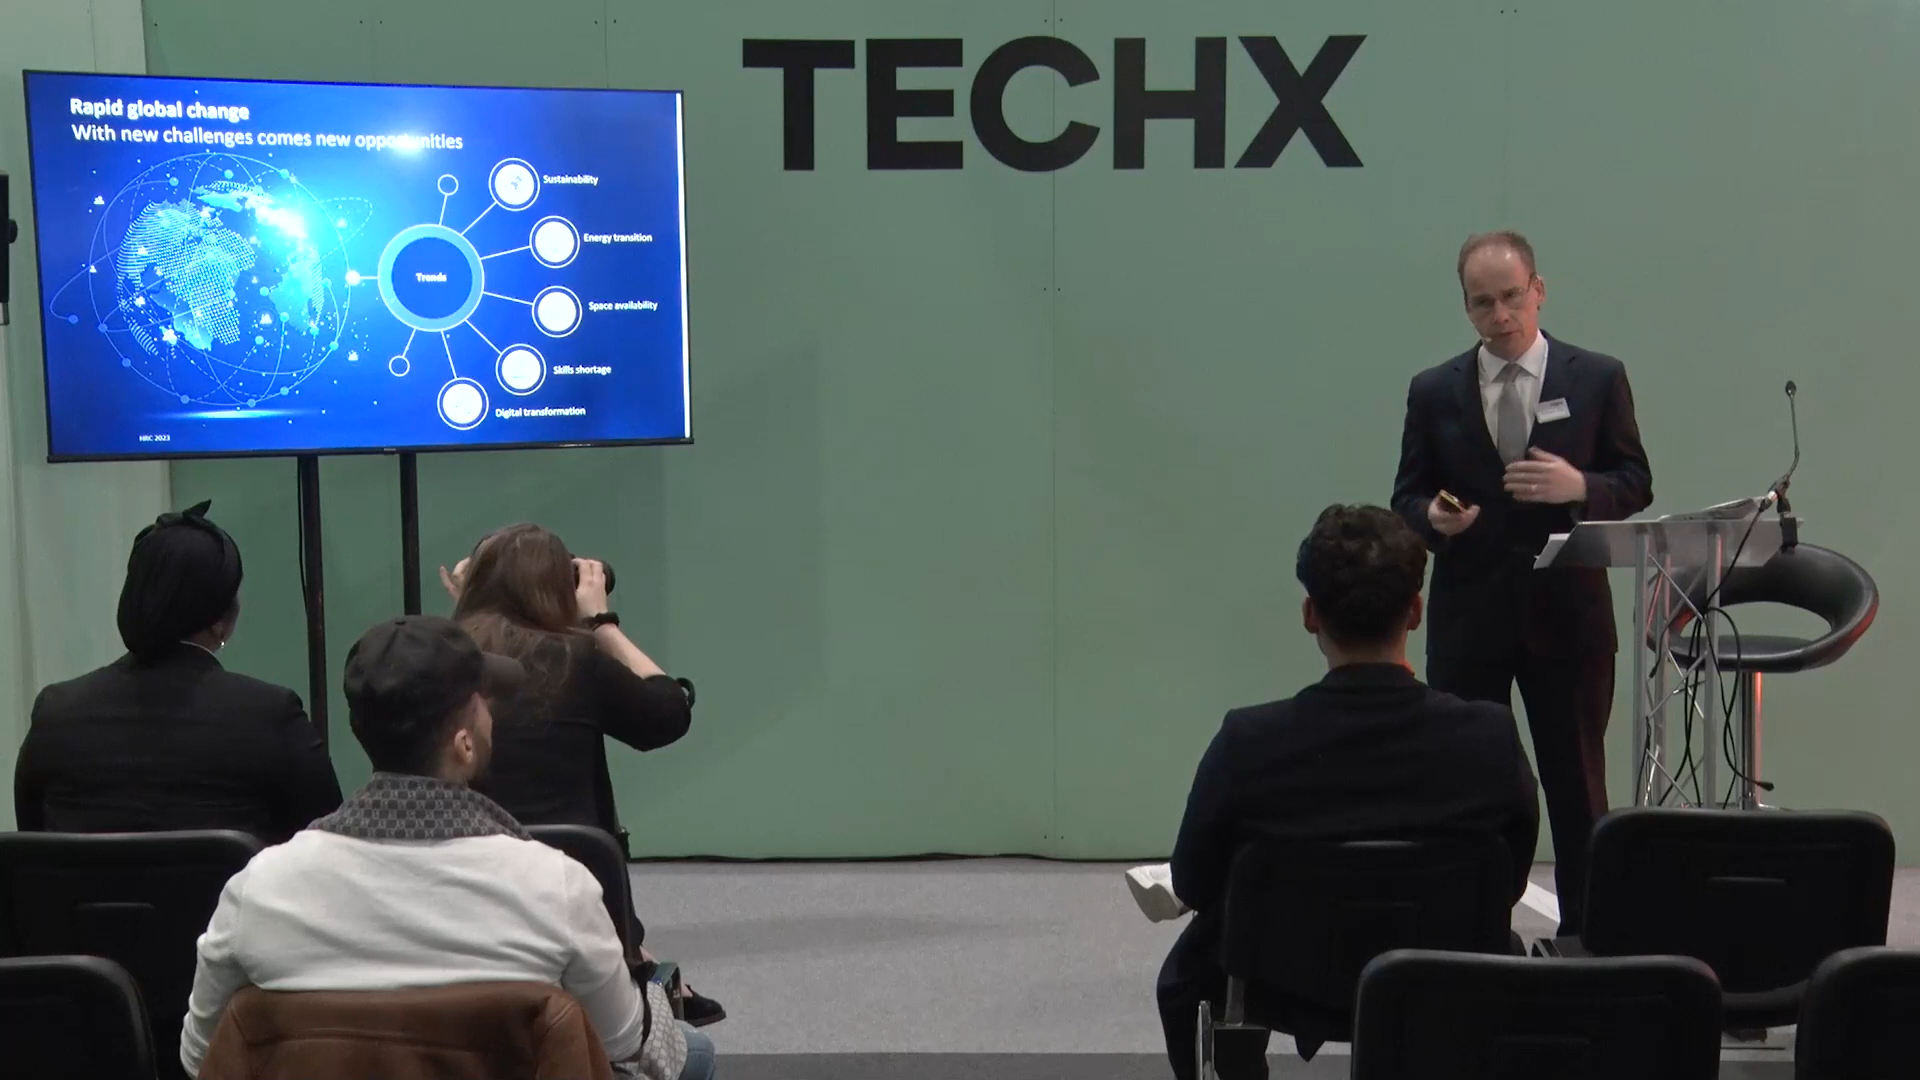 TECHX
Rapid global change
With new challenges comes new opportunities
Trends
Sustainability
Energy transition
Space availability
Skills shortage
Digital transformation
HRC 2023